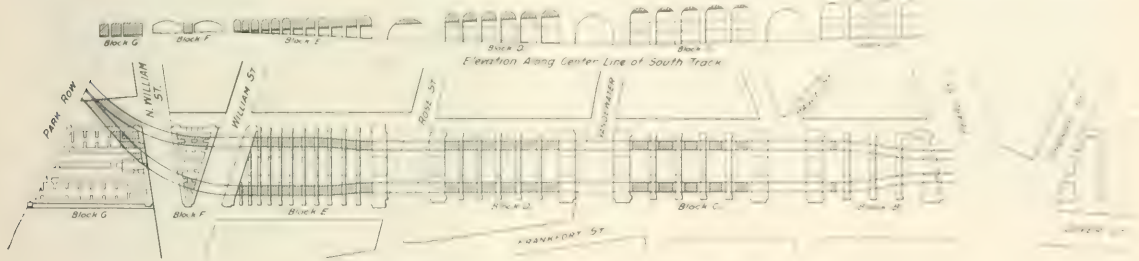 Block G
Block F
Block E
Block D
Block
Elevation Along Center Line of South Track
PARK ROW
N. WILLIAM ST.
WILLIAM ST
ROSE ST
VANDEWATER
Block G
Block F
Block E
Block D
Block C
Block B
FRANKFORT ST.